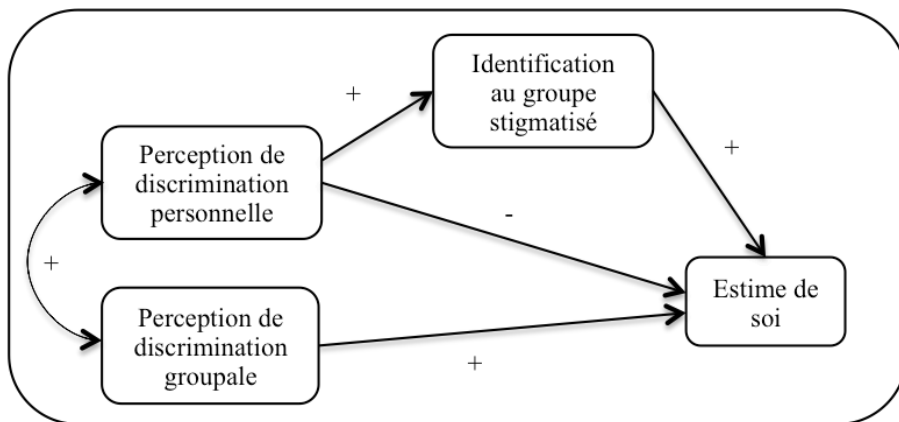 Identification
au groupe
stigmatisé
+
+
Perception de
discrimination
personnelle
-
+
Estime de
soi
Perception de
discrimination
groupale
+